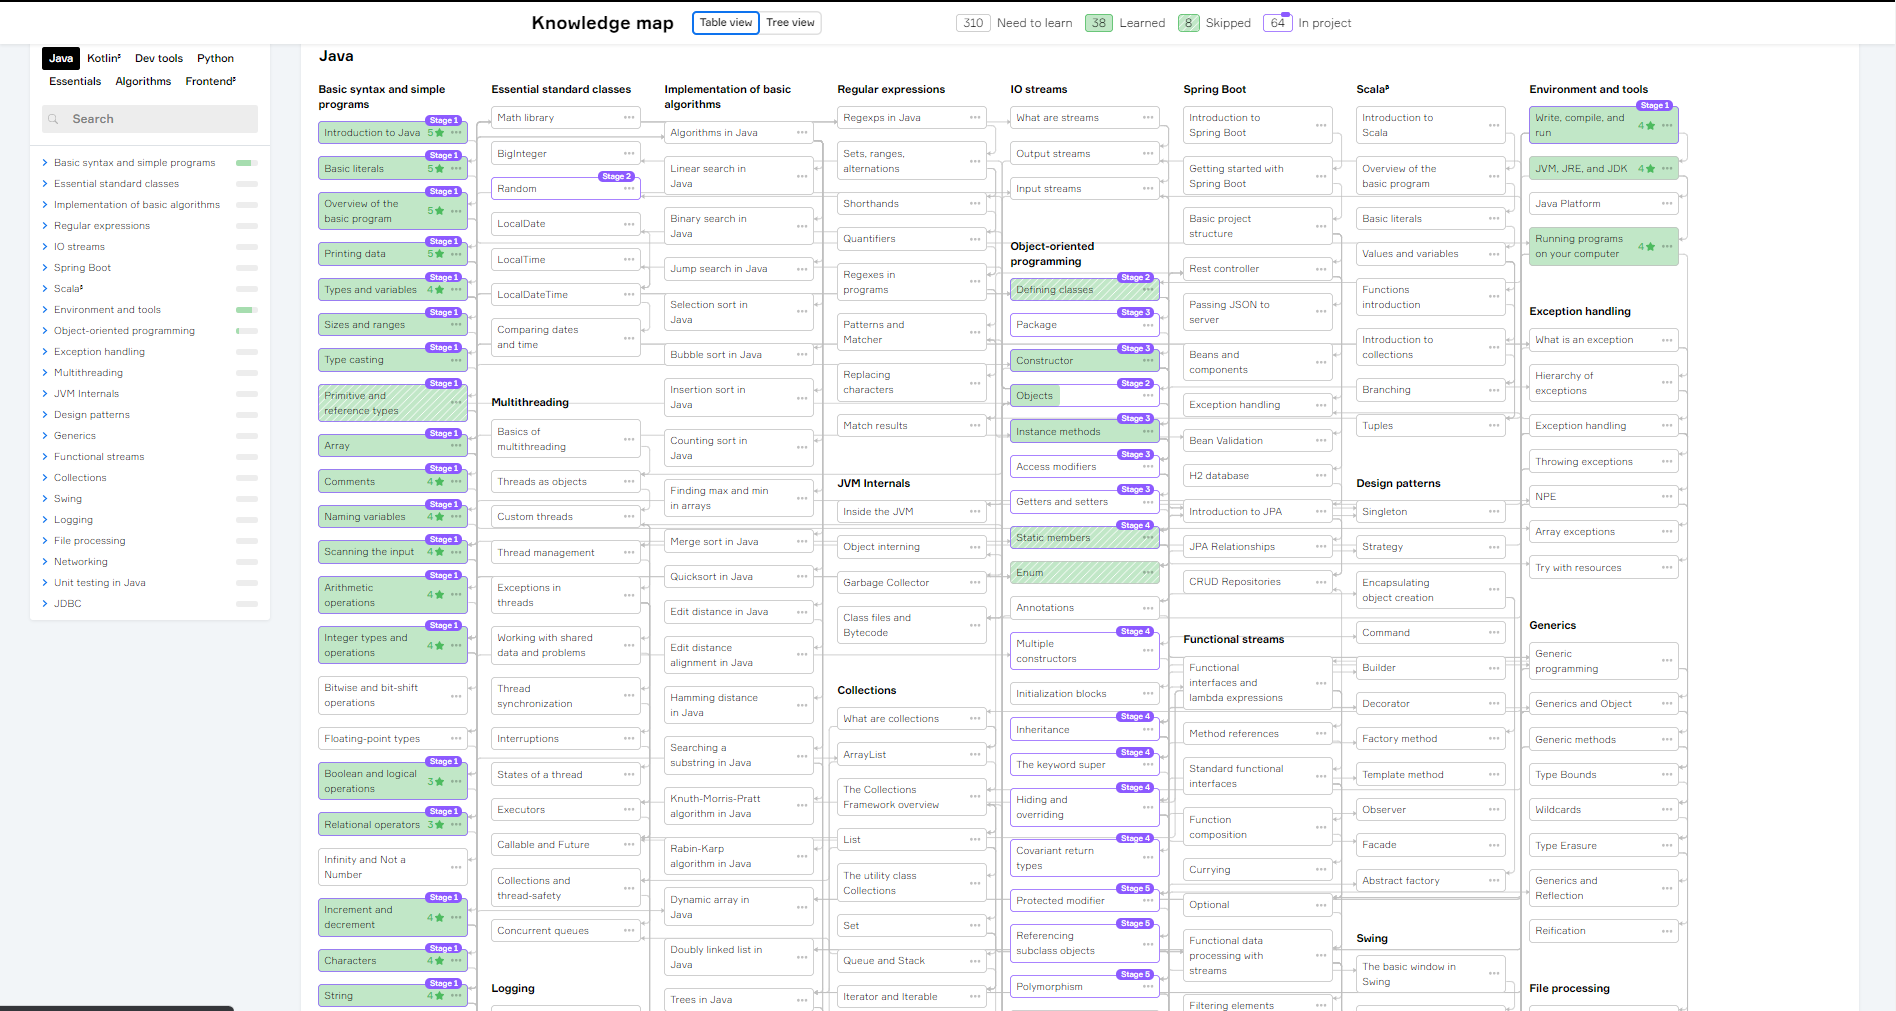 Knowledge map
Table view
Tree view
310 Need to learn
38 Learned
8 Skipped
64 In project
Java
Kotlinβ
Dev tools
Python
Essentials
Algorithms
Frontendβ
Search
Basic syntax and simple programs
Essential standard classes
Implementation of basic algorithms
Regular expressions
IO streams
Spring Boot
Scalaβ
Environment and tools
Object-oriented programming
Exception handling
Multithreading
JVM Internals
Design patterns
Generics
Functional streams
Collections
Swing
Logging
File processing
Networking
Unit testing in Java
JDBC
Java
Basic syntax and simple
programs
Stage 1
Introduction to Java 5
Stage 1
Basic literals 5
Stage 1
Overview of the
basic program 5
Stage 1
Printing data 5
Stage 1
Types and variables 4
Stage 1
Sizes and ranges
Stage 1
Type casting
Stage 1
Primitive and
reference types
Stage 1
Array
Stage 1
Comments 4
Stage 1
Naming variables 4
Stage 1
Scanning the input 4
Stage 1
Arithmetic
operations 4
Stage 1
Integer types and
operations 4
Bitwise and bit-shift
operations
Floating-point types
Stage 1
Boolean and logical
operations 3
Stage 1
Relational operators 3
Infinity and Not a
Number
Stage 1
Increment and
decrement 4
Stage 1
Characters 4
Stage 1
String 4
Essential standard classes
Math library
BigInteger
Stage 2
Random
LocalDate
LocalTime
LocalDateTime
Comparing dates
and time
Multithreading
Basics of
multithreading
Threads as objects
Custom threads
Thread management
Exceptions in
threads
Working with shared
data and problems
Thread
synchronization
Interruptions
States of a thread
Executors
Callable and Future
Collections and
thread-safety
Concurrent queues
Logging
Implementation of basic
algorithms
Algorithms in Java
Linear search in
Java
Binary search in
Java
Jump search in Java
Selection sort in
Java
Bubble sort in Java
Insertion sort in
Java
Counting sort in
Java
Finding max and min
in arrays
Merge sort in Java
Quicksort in Java
Edit distance in Java
Edit distance
alignment in Java
Hamming distance
in Java
Searching a
substring in Java
Knuth-Morris-Pratt
algorithm in Java
Rabin-Karp
algorithm in Java
Dynamic array in
Java
Doubly linked list in
Java
Trees in Java
Regular expressions
Regexps in Java
Sets, ranges,
alternations
Shorthands
Quantifiers
Regexes in
programs
Patterns and
Matcher
Replacing
characters
Match results
JVM Internals
Inside the JVM
Object interning
Garbage Collector
Class files and
Bytecode
Collections
What are collections
ArrayList
The Collections
Framework overview
List
The utility class
Collections
Set
Queue and Stack
Iterator and Iterable
IO streams
What are streams
Output streams
Input streams
Object-oriented
programming
Stage 2
Defining classes
Stage 3
Package
Stage 3
Constructor
Stage 2
Objects
Stage 3
Instance methods
Stage 3
Access modifiers
Stage 3
Getters and setters
Stage 4
Static members
Enum
Annotations
Stage 4
Multiple
constructors
Initialization blocks
Stage 4
Inheritance
Stage 4
The keyword super
Stage 4
Hiding and
overriding
Stage 4
Covariant return
types
Stage 5
Protected modifier
Stage 5
Referencing
subclass objects
Stage 5
Polymorphism
Spring Boot
Introduction to
Spring Boot
Getting started with
Spring Boot
Basic project
structure
Rest controller
Passing JSON to
server
Beans and
components
Exception handling
Bean Validation
H2 database
Introduction to JPA
JPA Relationships
CRUD Repositories
Functional streams
Functional
interfaces and
lambda expressions
Method references
Standard functional
interfaces
Function
composition
Currying
Optional
Functional data
processing with
streams
Filtering elements
Scalaβ
Introduction to
Scala
Overview of the
basic program
Basic literals
Values and variables
Functions
introduction
Introduction to
collections
Branching
Tuples
Design patterns
Singleton
Strategy
Encapsulating
object creation
Command
Builder
Decorator
Factory method
Template method
Observer
Facade
Abstract factory
Swing
The basic window in
Swing
Environment and tools
Stage 1
Write, compile, and
run 4
JVM, JRE, and JDK 4
Java Platform
Running programs
on your computer 4
Exception handling
What is an exception
Hierarchy of
exceptions
Exception handling
Throwing exceptions
NPE
Array exceptions
Try with resources
Generics
Generic
programming
Generics and Object
Generic methods
Type Bounds
Wildcards
Type Erasure
Generics and
Reflection
Reification
File processing